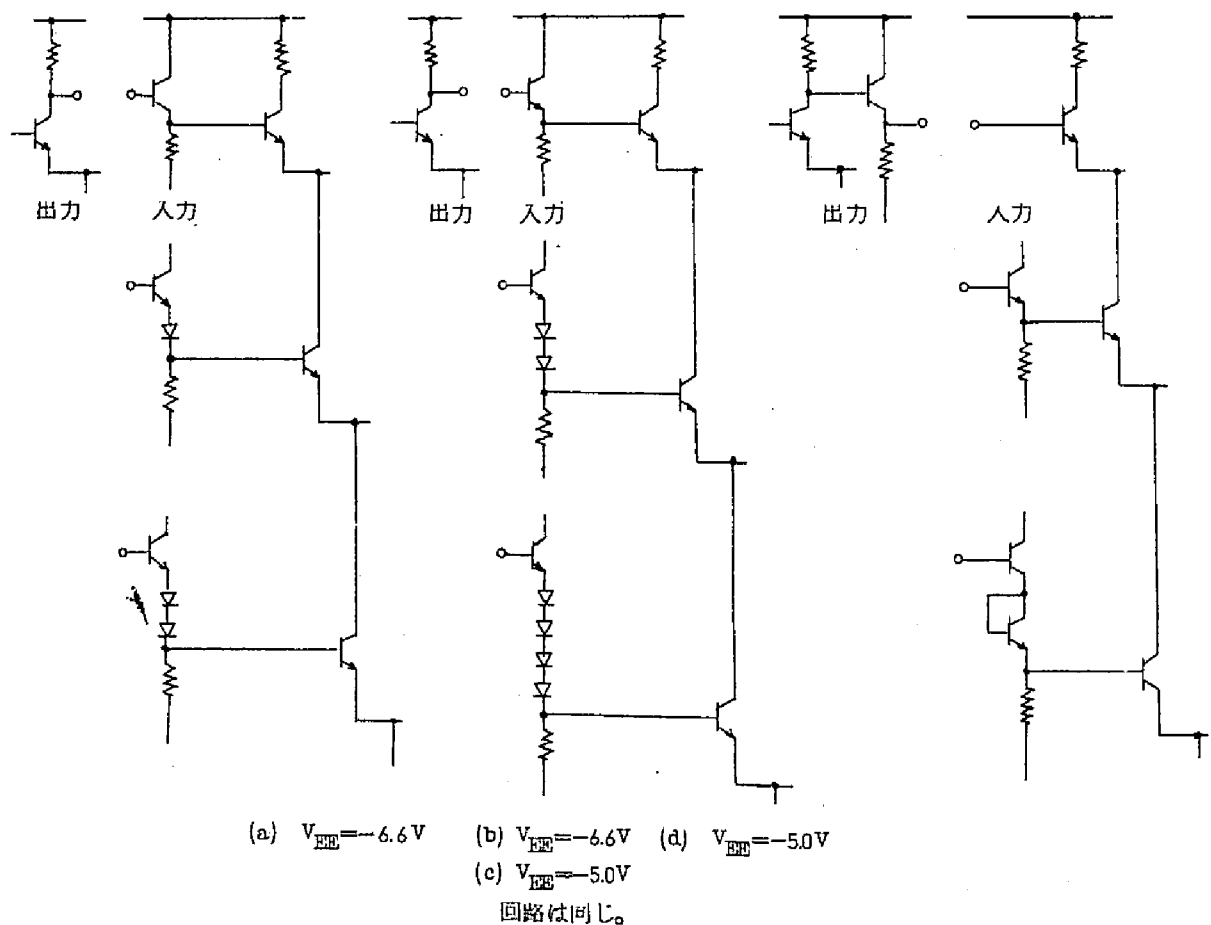 出力 入力 出力 入力 出力 入力
(a) V_EE=-6.6V (b) V_EE=-6.6V (d) V_EE=-5.0V
(c) V_EE=-5.0V
回路は同じ。